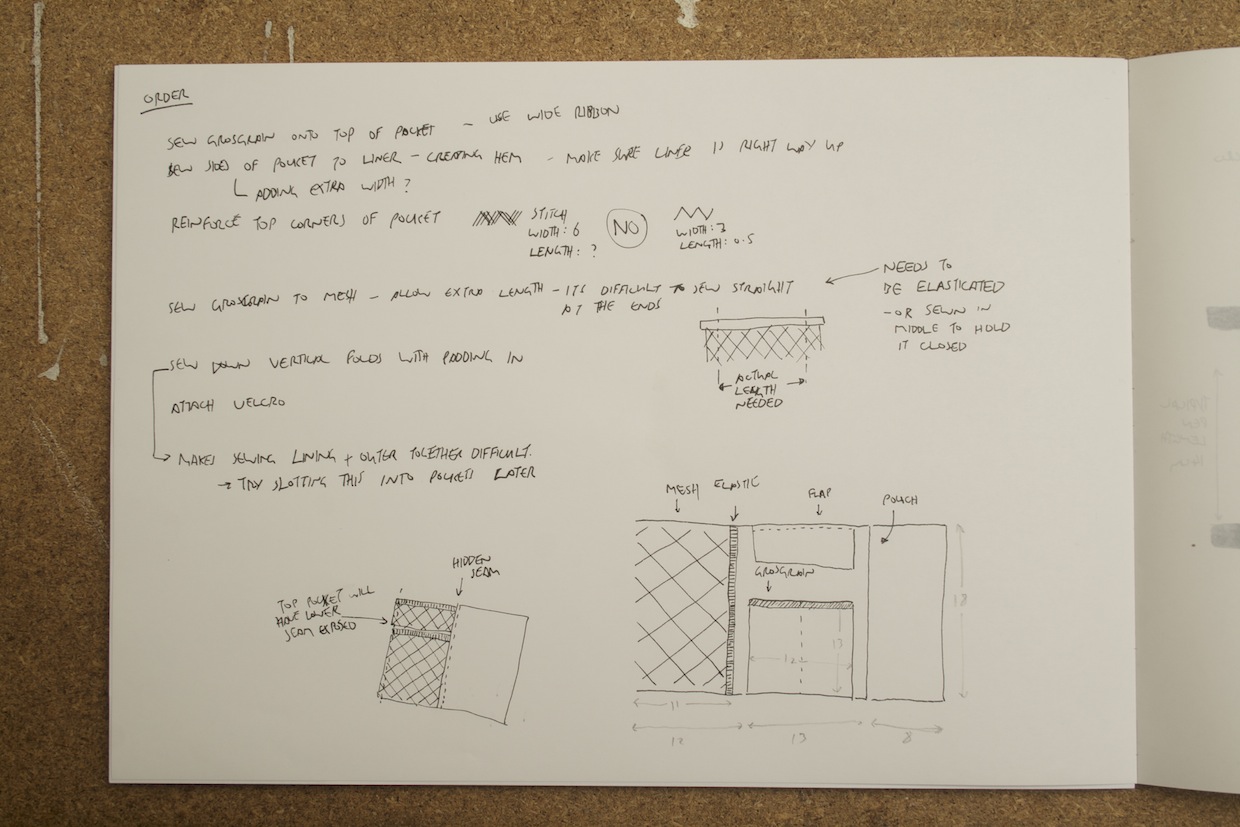 ORDER
SEW GROSGRAIN ONTO TOP OF POCKET - USE WIDE RIBBON
SEW SIDES OF POCKET TO LINER - CREATING HEM - MAKE SURE LINER IS RIGHT WAY UP
ADDING EXTRA WIDTH?
REINFORCE TOP CORNERS OF POCKET
STITCH
WIDTH: 6
LENGTH: ?
NO
WIDTH: 3
LENGTH: 0.5
SEW GROSGRAIN TO MESH - ALLOW EXTRA LENGTH - ITS DIFFICULT TO SEW STRAIGHT
AT THE ENDS
NEEDS TO
BE ELASTICATED
- OR SEWN IN
MIDDLE TO HOLD
IT CLOSED
ACTUAL
LENGTH
NEEDED
SEW DOWN VERTICAL FOLDS WITH PADDING IN
ATTACH VELCRO
→ MAKES SEWING LINING + OUTER TOGETHER DIFFICULT.
→ TRY SLOTTING THIS INTO POCKETS LATER
HIDDEN
SEAM
TOP POCKET WILL
HAVE LOWER
SEAM EXPOSED
MESH ELASTIC FLAP POUCH
GROSGRAIN
18
13
12
11
12 13 8
TYPICAL
PEN
LENGTH